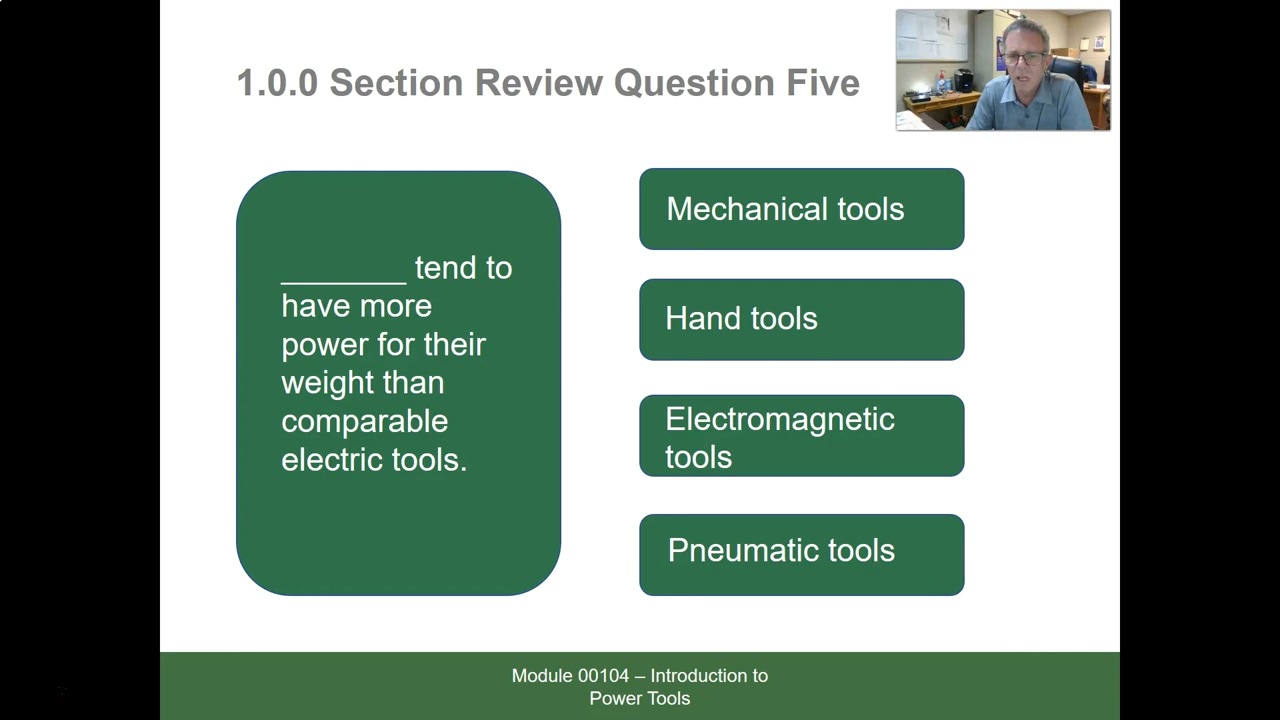 1.0.0 Section Review Question Five
_______ tend to
have more
power for their
weight than
comparable
electric tools.
Mechanical tools
Hand tools
Electromagnetic
tools
Pneumatic tools
Module 00104 – Introduction to
Power Tools